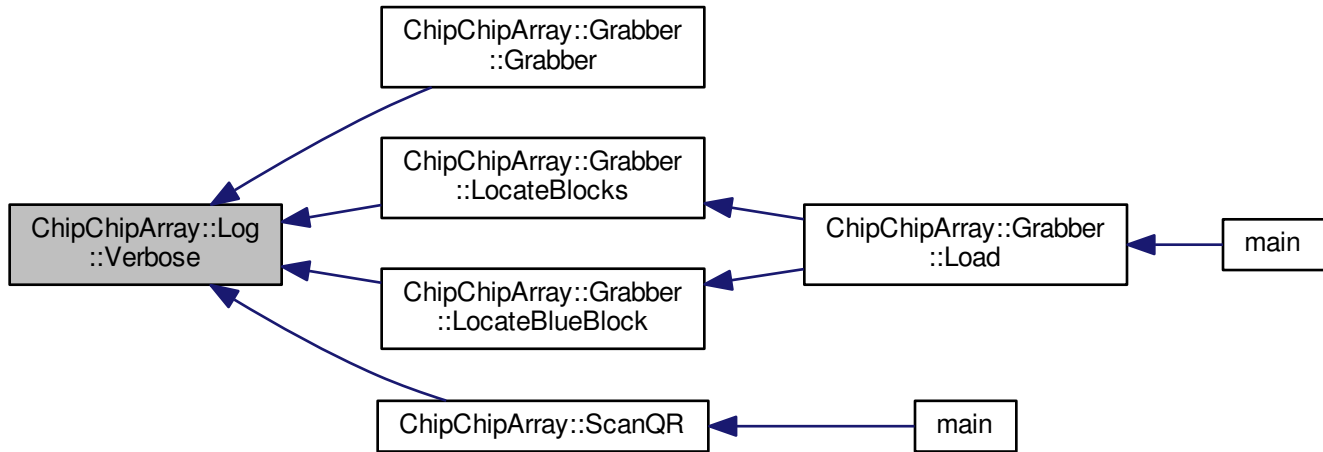 ChipChipArray::Grabber
::Grabber
ChipChipArray::Grabber
::LocateBlocks
ChipChipArray::Log
::Verbose
ChipChipArray::Grabber
::Load
main
ChipChipArray::Grabber
::LocateBlueBlock
ChipChipArray::ScanQR
main